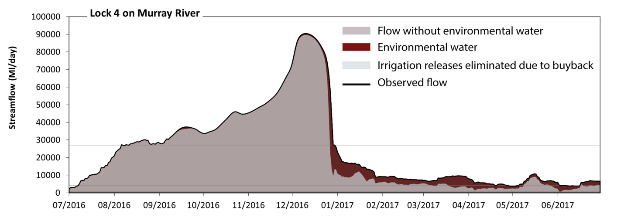 Lock 4 on Murray River
Streamflow (Ml/day)
100000
90000
80000
70000
60000
50000
40000
30000
20000
10000
0
Flow without environmental water
Environmental water
Irrigation releases eliminated due to buyback
Observed flow
07/2016 08/2016 09/2016 10/2016 11/2016 12/2016 01/2017 02/2017 03/2017 04/2017 05/2017 06/2017